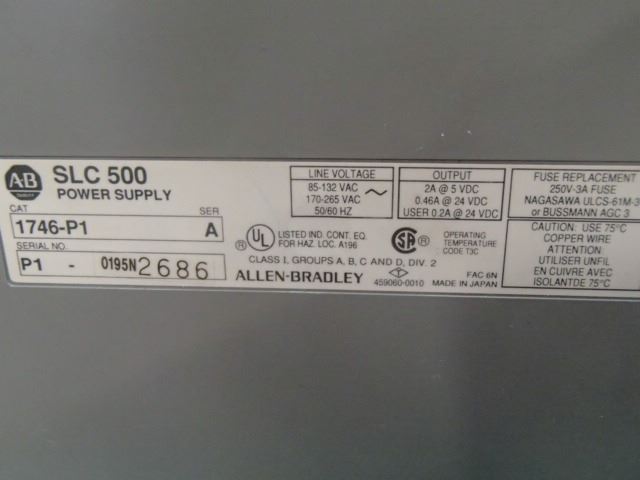 A-B
QUALITY
SLC 500
POWER SUPPLY
CAT
SER
1746-P1
A
SERIAL NO.
P1 - 0195N2686
UL
®
LISTED IND. CONT. EQ.
FOR HAZ. LOC. A196
SA
®
OPERATING
TEMPERATURE
CODE T3C
CLASS I, GROUPS A, B, C AND D, DIV. 2
ALLEN-BRADLEY
T
459060-0010
FAC 6N
MADE IN JAPAN
LINE VOLTAGE
85-132 VAC
170-265 VAC
50/60 HZ
~
OUTPUT
2A @ 5 VDC
0.46A @ 24 VDC
USER 0.2A @ 24 VDC
FUSE REPLACEMENT
250V-3A FUSE
NAGASAWA ULCS-61M-3
or BUSSMANN AGC 3
CAUTION: USE 75°C
COPPER WIRE
ATTENTION
UTILISER UNFIL
EN CUIVRE AVEC
ISOLANTDE 75°C